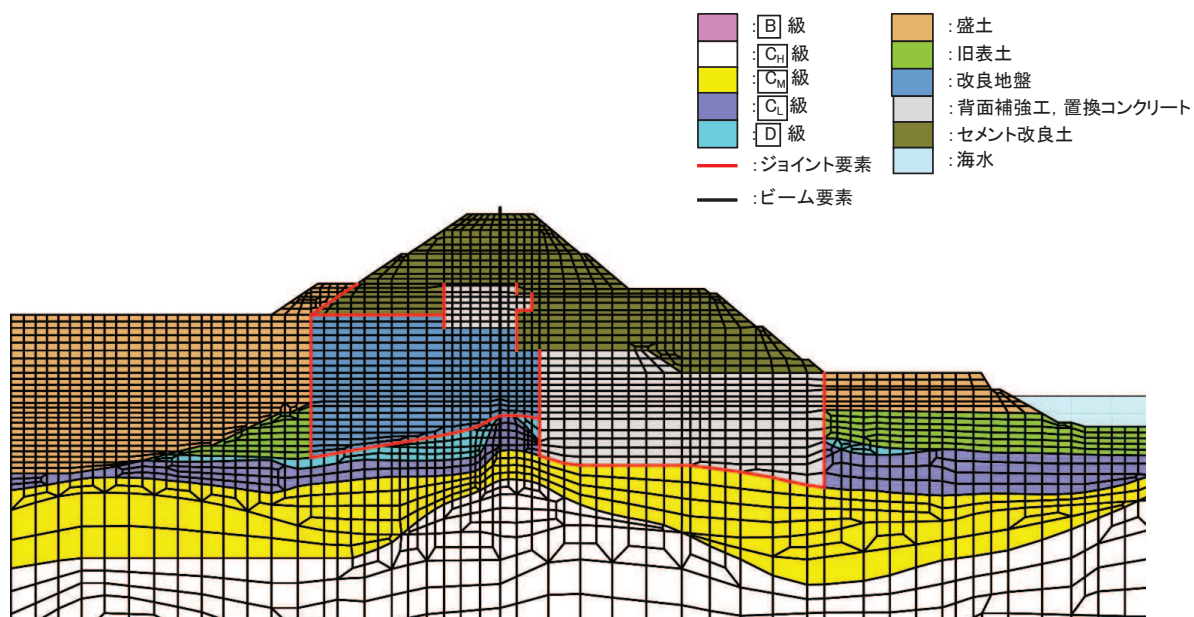 :B 級
:CH級
:CM級
:CL級
:D 級
:ジョイント要素
:ビーム要素
:盛土
:旧表土
:改良地盤
:背面補強工，置換コンクリート
:セメント改良土
:海水